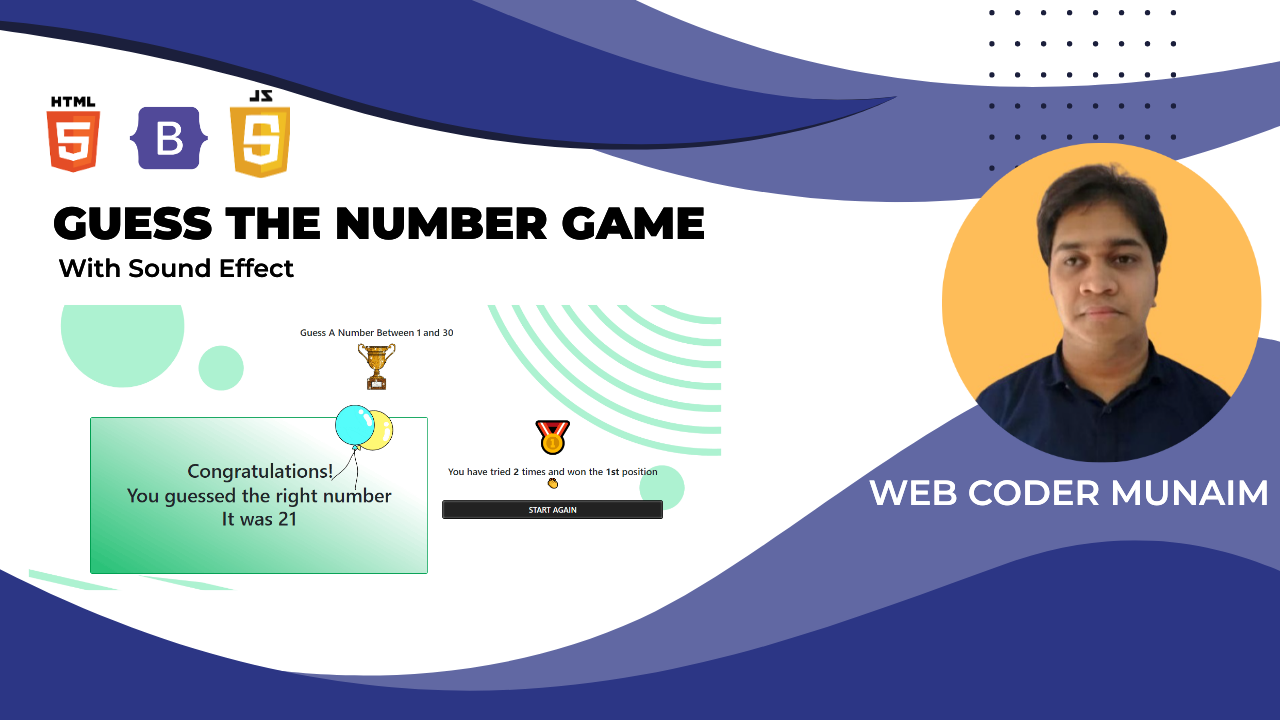 HTML
5
B
JS
S
GUESS THE NUMBER GAME
With Sound Effect
Guess A Number Between 1 and 30
Congratulations!
You guessed the right number
It was 21
1
You have tried 2 times and won the 1st position
START AGAIN
WEB CODER MUNAIM